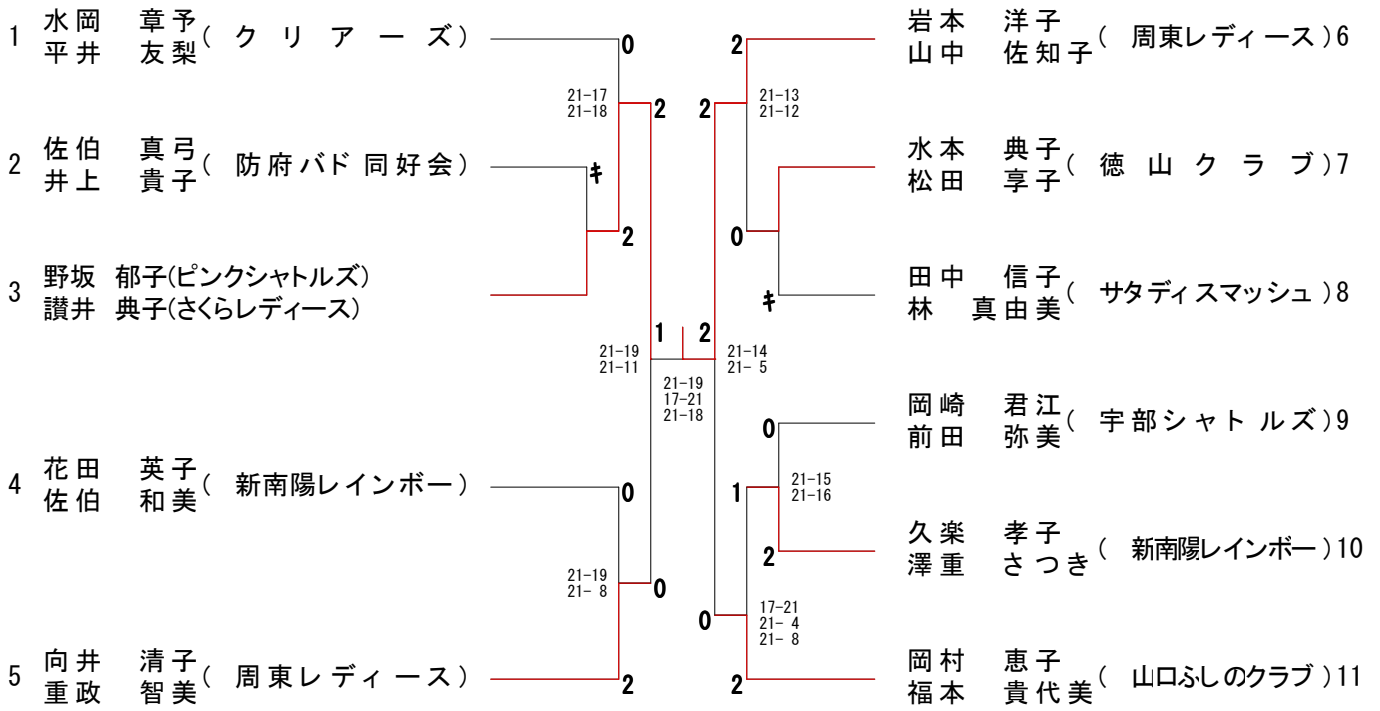 1 水岡 章予 平井 友梨 ( クリアーズ )
2 佐伯 真弓 井上 貴子 ( 防府バド同好会 )
3 野坂 郁子(ピンクシャトルズ) 讃井 典子(さくらレディース)
4 花田 英子 佐伯 和美 ( 新南陽レインボー )
5 向井 清子 重政 智美 ( 周東レディース )
0
21-17
21-18
2
キ
2
1
21-19
21-11
0
21-19
21- 8
0
2
21-19
17-21
21-18
2
2
21-13
21-12
0
キ
2
21-14
21- 5
0
1
21-15
21-16
2
0
17-21
21- 4
21- 8
2
岩本 洋子 山中 佐知子 ( 周東レディース ) 6
水本 典子 松田 享子 ( 徳山クラブ ) 7
田中 信子 林 真由美 ( サタディスマッシュ ) 8
岡崎 君江 前田 弥美 ( 宇部シャトルズ ) 9
久楽 孝子 澤重 さつき ( 新南陽レインボー ) 10
岡村 恵子 福本 貴代美 ( 山口ふしのクラブ ) 11